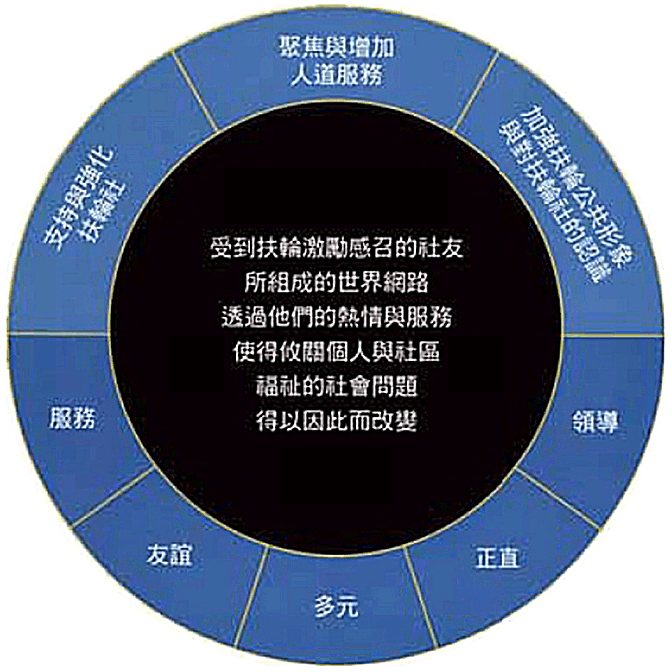 聚焦與增加
人道服務
加強扶輪公共形象
與對扶輪社的認識
支持與強化
扶輪社
受到扶輪激勵感召的社友
所組成的世界網路
透過他們的熱情與服務
使得攸關個人與社區
福祉的社會問題
得以因此而改變
服務
領導
友誼
正直
多元